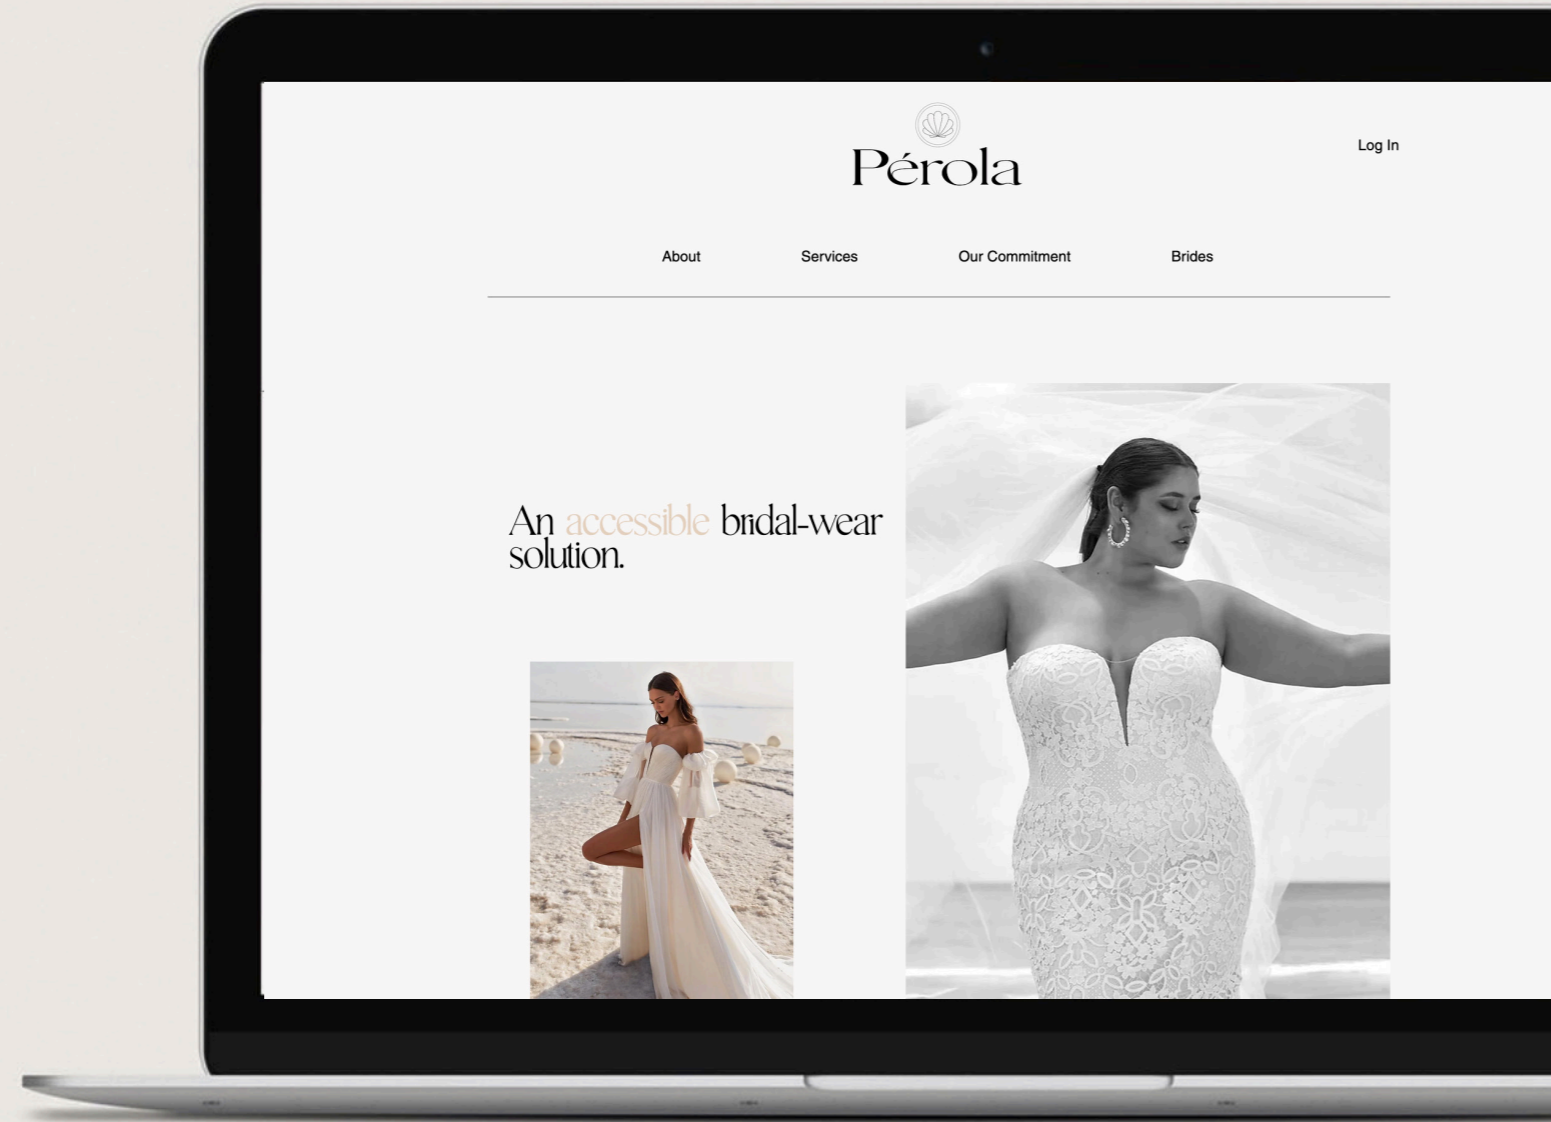 Pérola
Log In
About Services Our Commitment Brides
An accessible bridal-wear
solution.